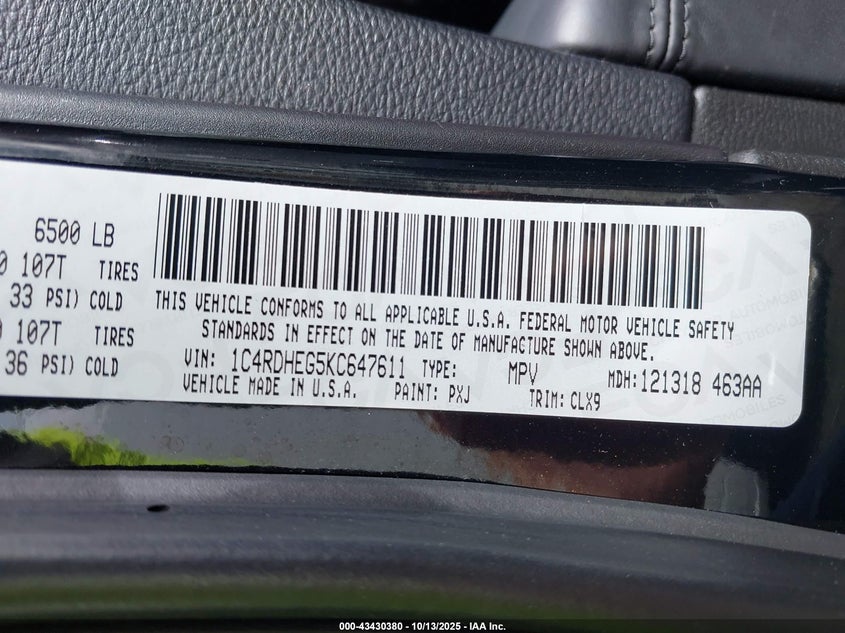 6500 LB
0 107T TIRES
33 PSI) COLD
0 107T TIRES
36 PSI) COLD
THIS VEHICLE CONFORMS TO ALL APPLICABLE U.S.A. FEDERAL MOTOR VEHICLE SAFETY
STANDARDS IN EFFECT ON THE DATE OF MANUFACTURE SHOWN ABOVE.
VIN: 1C4RDHEG5KC647611 TYPE: MPV MDH:121318 463AA
VEHICLE MADE IN U.S.A. PAINT: PXJ TRIM: CLX9
000-43430380 - 10/13/2025 - IAA Inc.